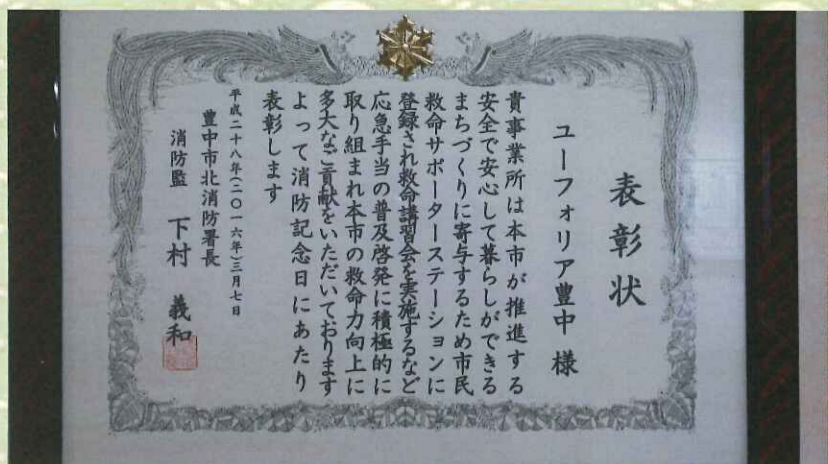 表彰状
ユーフォリア豊中 様
貴事業所は本市が推進する
安全で安心して暮らしができる
まちづくりに寄与するため市民
救命サポーターステーションに
登録され救命講習会を実施するなど
応急手当の普及啓発に積極的に
取り組まれ本市の救命力向上に
多大なご貢献をいただいております
よって消防記念日にあたり
表彰します
平成二十八年(二〇一六年)三月七日
豊中市北消防署長
消防監 下村 義和